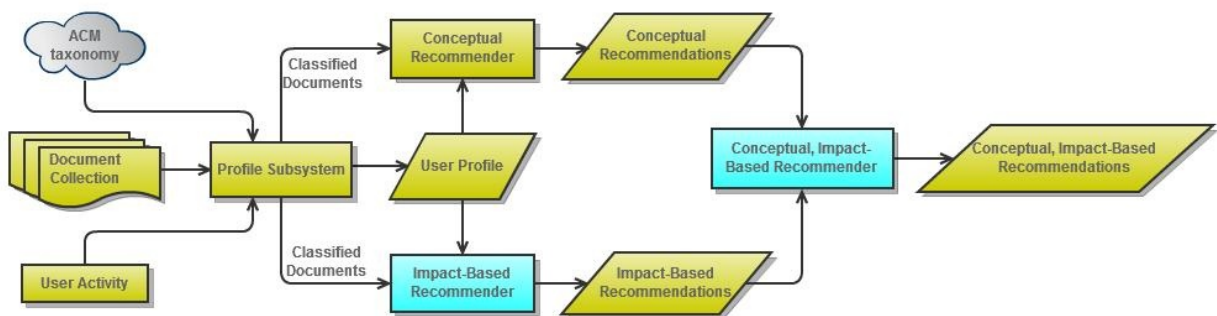 ACM
taxonomy
Document
Collection
User Activity
Profile Subsystem
Classified
Documents
Classified
Documents
Conceptual
Recommender
User Profile
Impact-Based
Recommender
Conceptual
Recommendations
Impact-Based
Recommendations
Conceptual, Impact-
Based Recommender
Conceptual, Impact-Based
Recommendations